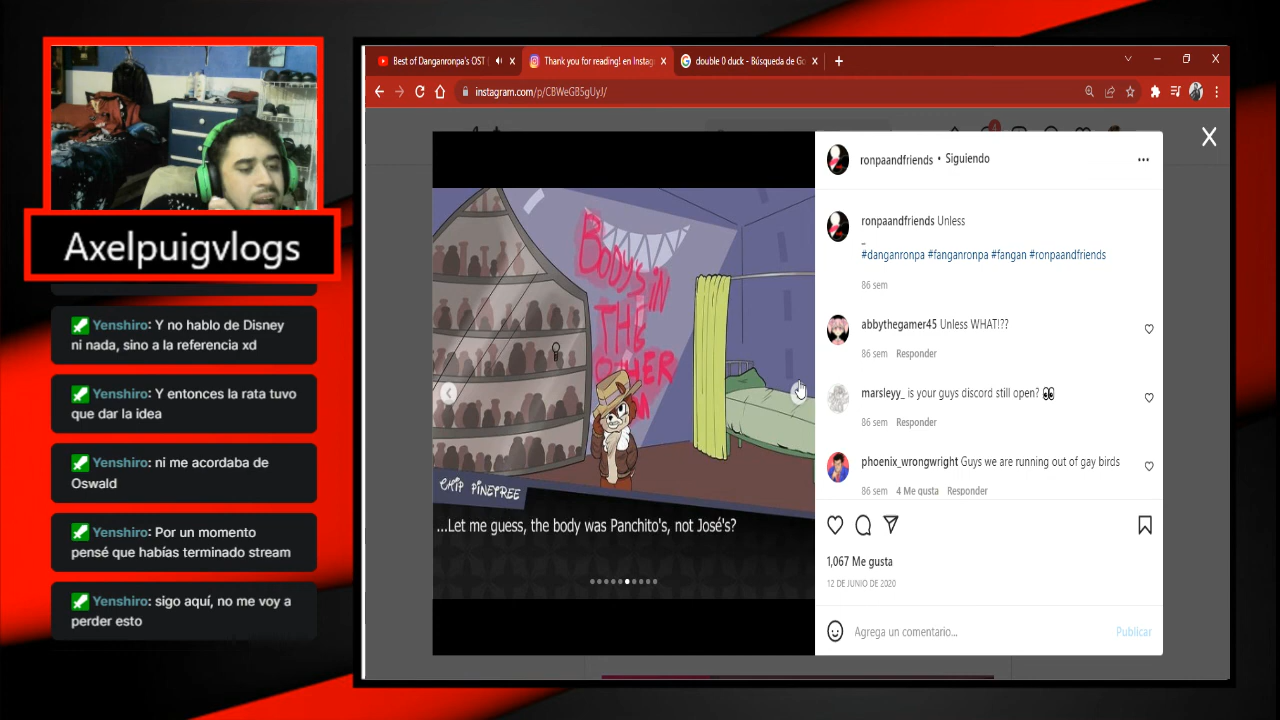 Best of Danganronpa's OST
Thank you for reading! en Instag
double 0 duck - Búsqueda de Go
instagram.com/p/CBWeGB5gUyJ/
Axelpuigvlogs
Yenshiro: Y no hablo de Disney
ni nada, sino a la referencia xd
Yenshiro: Y entonces la rata tuvo
que dar la idea
Yenshiro: ni me acordaba de
Oswald
Yenshiro: Por un momento
pensé que habías terminado stream
Yenshiro: sigo aquí, no me voy a
perder esto
BODY'S IN
THE
OTHER
CHIP PINETREE
...Let me guess, the body was Panchito's, not José's?
ronpaandfriends • Siguiendo
ronpaandfriends Unless
_
#danganronpa #fanganronpa #fangan #ronpaandfriends
86 sem
abbythegamer45 Unless WHAT!??
86 sem Responder
marsleyy_ is your guys discord still open? 👀
86 sem Responder
phoenix_wrongwright Guys we are running out of gay birds
86 sem 4 Me gusta Responder
1,067 Me gusta
12 DE JUNIO DE 2020
Agrega un comentario...
Publicar